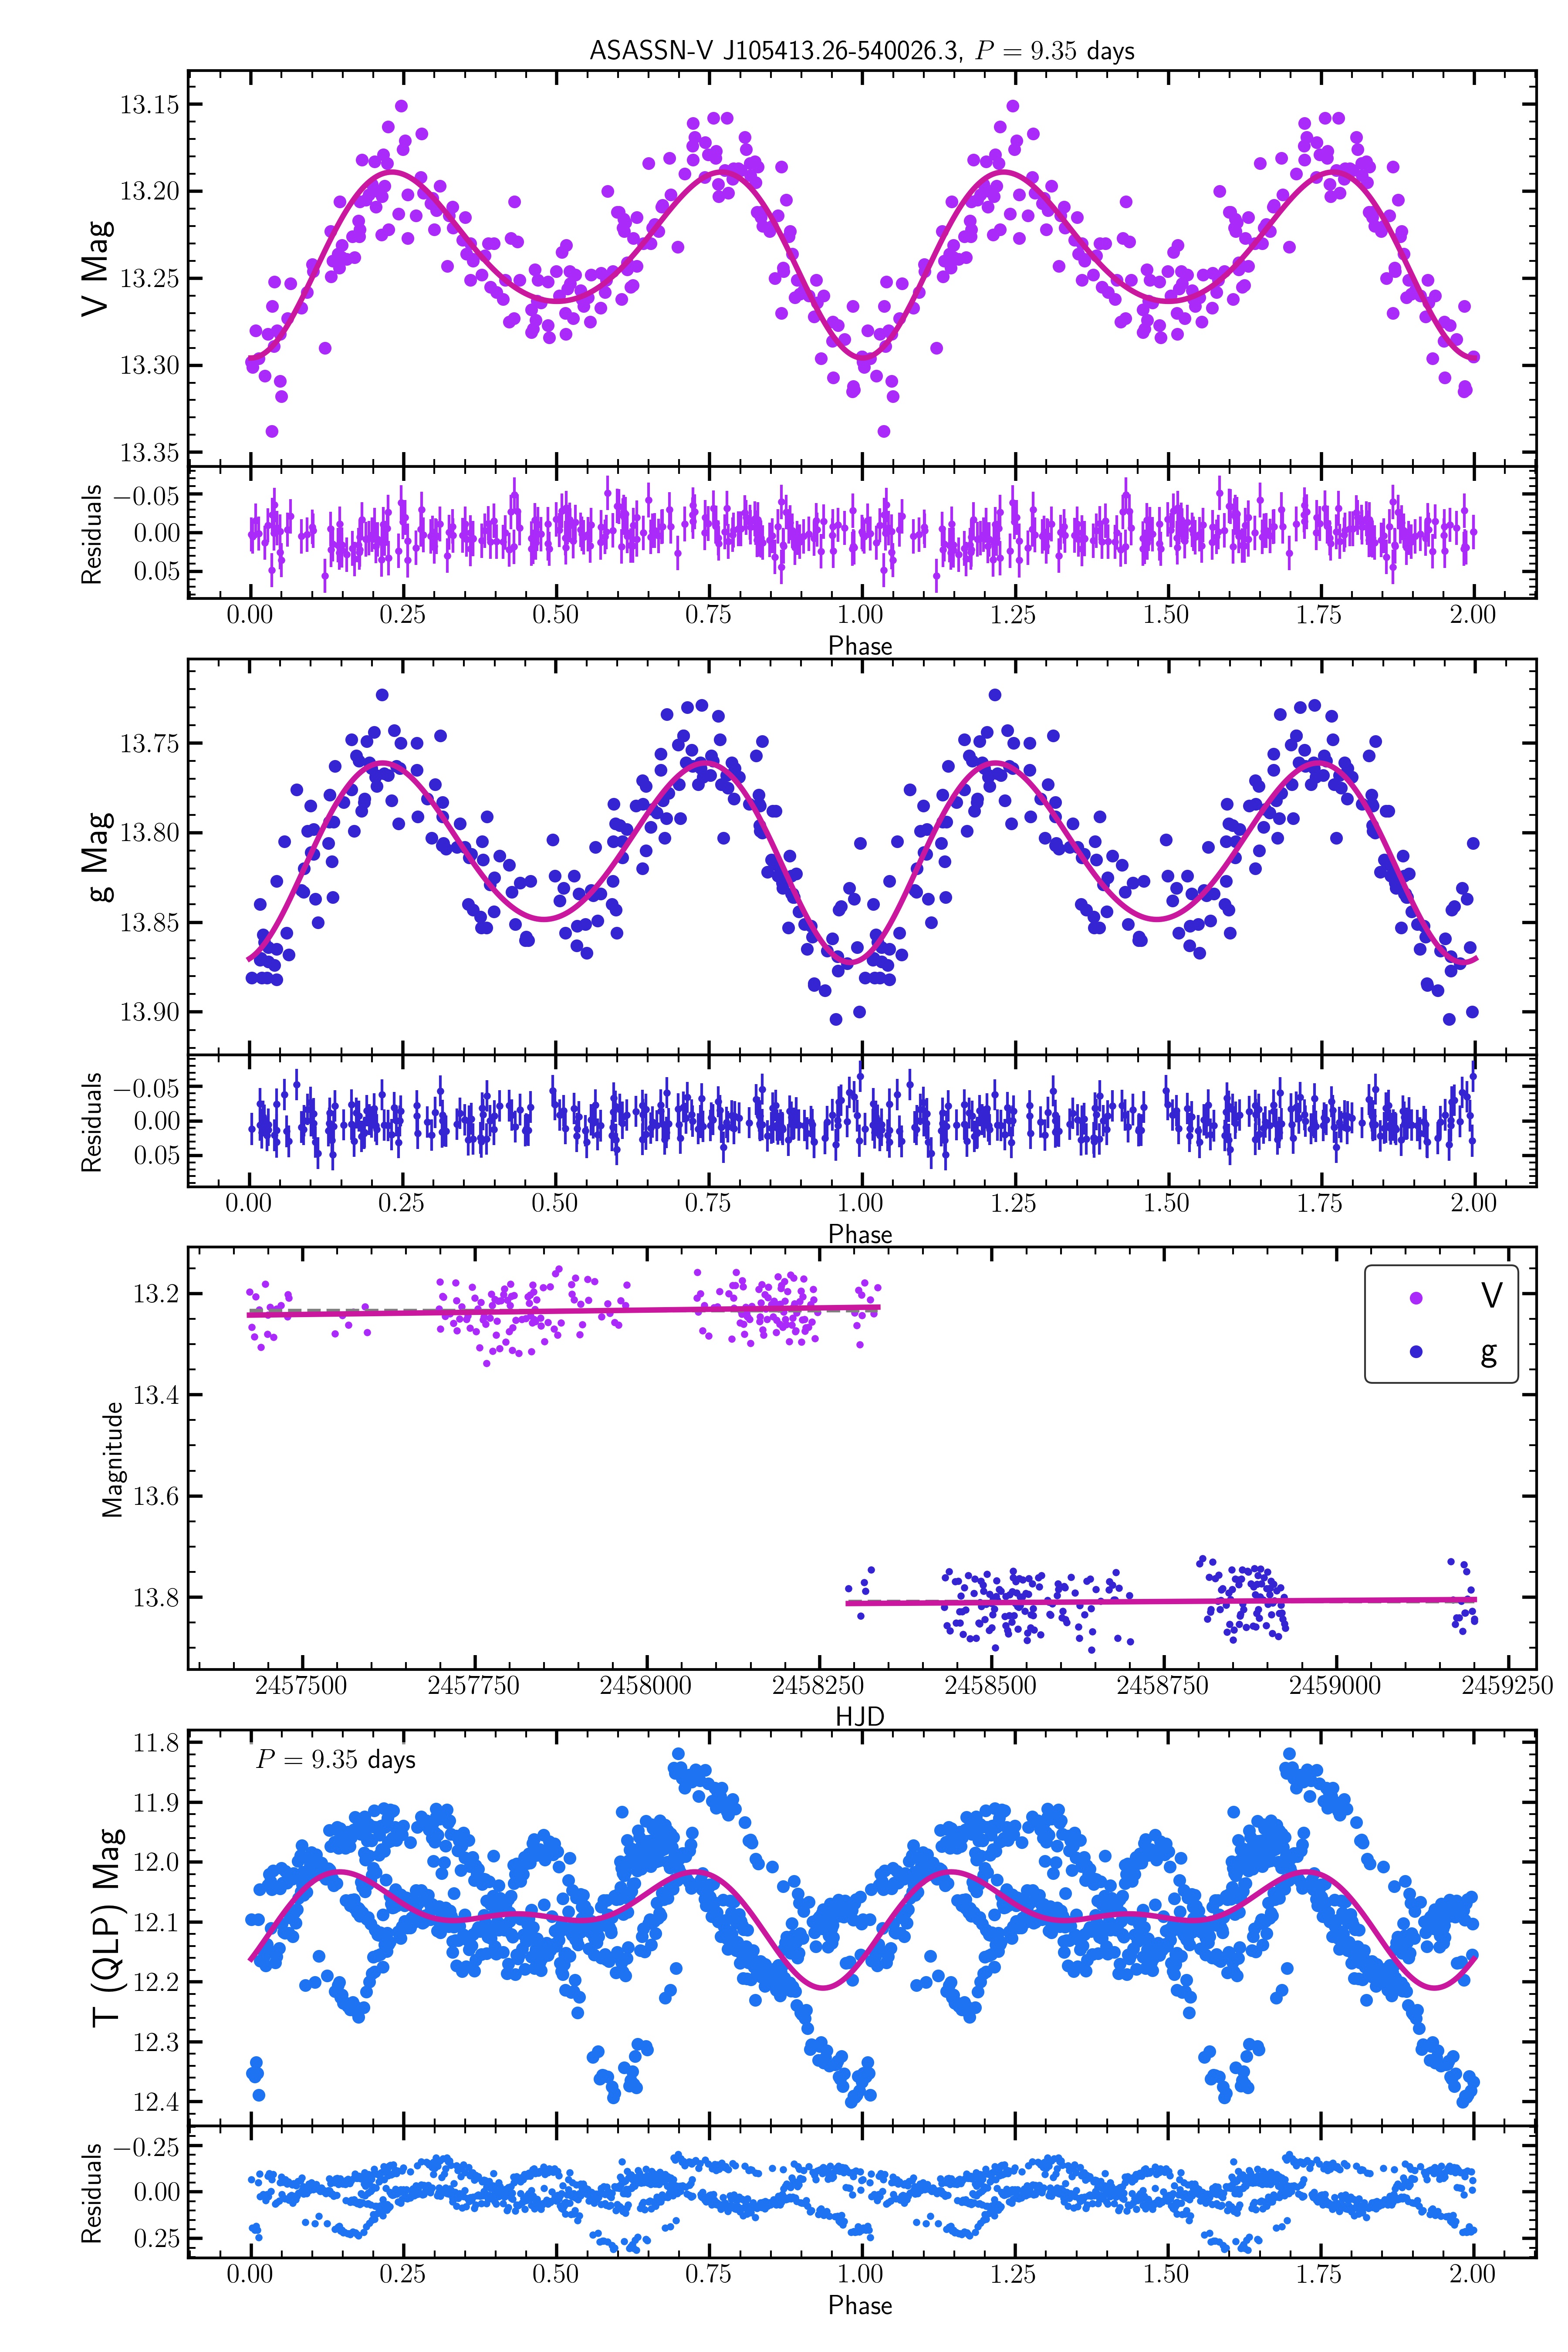 ASASSN-V J105413.26-540026.3, P = 9.35 days
V Mag
13.15
13.20
13.25
13.30
13.35
Residuals
−0.05
0.00
0.05
0.00 0.25 0.50 0.75 1.00 1.25 1.50 1.75 2.00
Phase
g Mag
13.75
13.80
13.85
13.90
Residuals
−0.05
0.00
0.05
0.00 0.25 0.50 0.75 1.00 1.25 1.50 1.75 2.00
Phase
Magnitude
13.2
13.4
13.6
13.8
V
g
2457500 2457750 2458000 2458250 2458500 2458750 2459000 2459250
HJD
P = 9.35 days
T (QLP) Mag
11.8
11.9
12.0
12.1
12.2
12.3
12.4
Residuals
−0.25
0.00
0.25
0.00 0.25 0.50 0.75 1.00 1.25 1.50 1.75 2.00
Phase